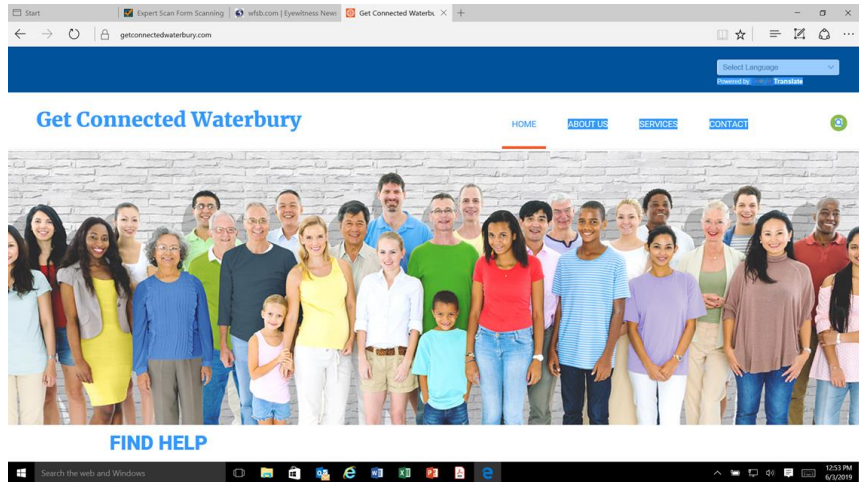 Start
Expert Scan Form Scanning
wfsb.com | Eyewitness News
Get Connected Waterbu
getconnectedwaterbury.com
Select Language
Powered by Translate
Get Connected Waterbury
HOME ABOUT US SERVICES CONTACT
FIND HELP
Search the web and Windows
12:53 PM
6/3/2019